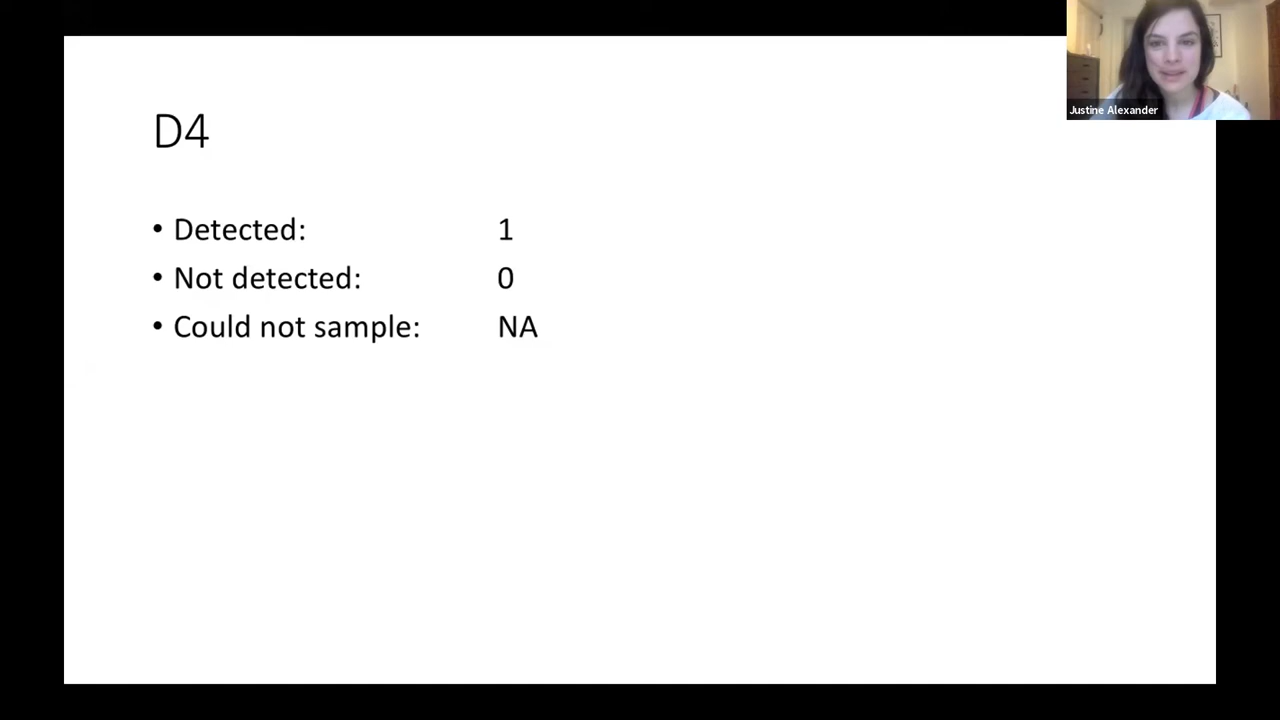 Justine Alexander
D4
• Detected: 1
• Not detected: 0
• Could not sample: NA